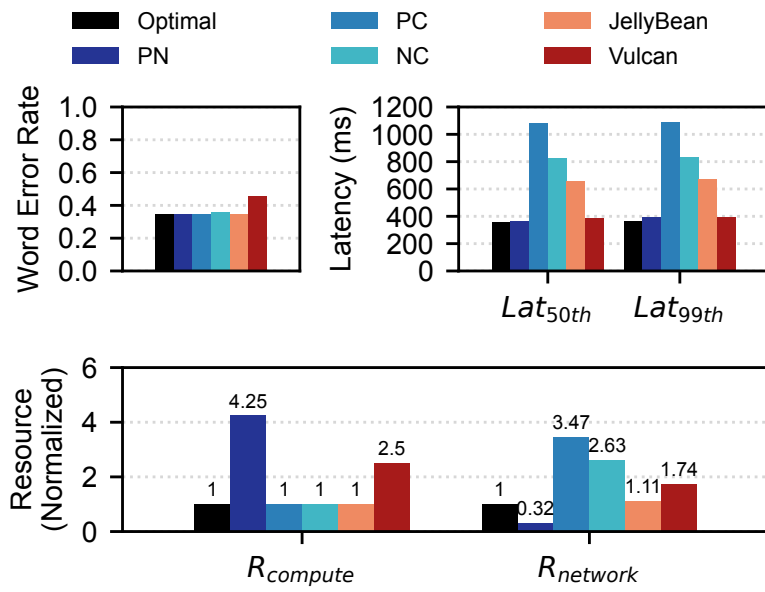 Optimal PC JellyBean
PN NC Vulcan
Word Error Rate
1.0
0.8
0.6
0.4
0.2
0.0
Latency (ms)
1200
1000
800
600
400
200
0
Lat50th Lat99th
Resource
(Normalized)
6
4
2
0
1 4.25 1 1 1 2.5
1 0.32 3.47 2.63 1.11 1.74
Rcompute Rnetwork